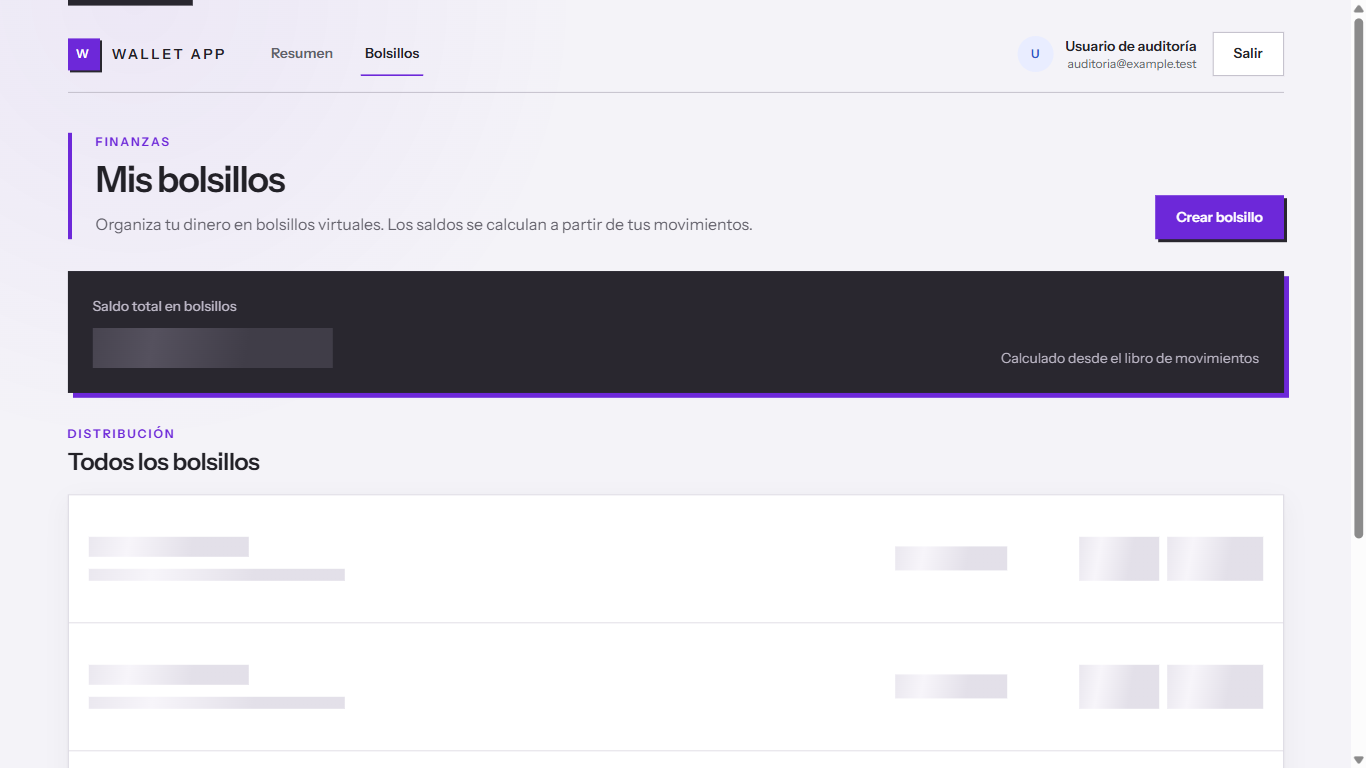 W WALLET APP Resumen Bolsillos U Usuario de auditoría Salir
auditoria@example.test
FINANZAS
Mis bolsillos
Organiza tu dinero en bolsillos virtuales. Los saldos se calculan a partir de tus movimientos.
Crear bolsillo
Saldo total en bolsillos
Calculado desde el libro de movimientos
DISTRIBUCIÓN
Todos los bolsillos